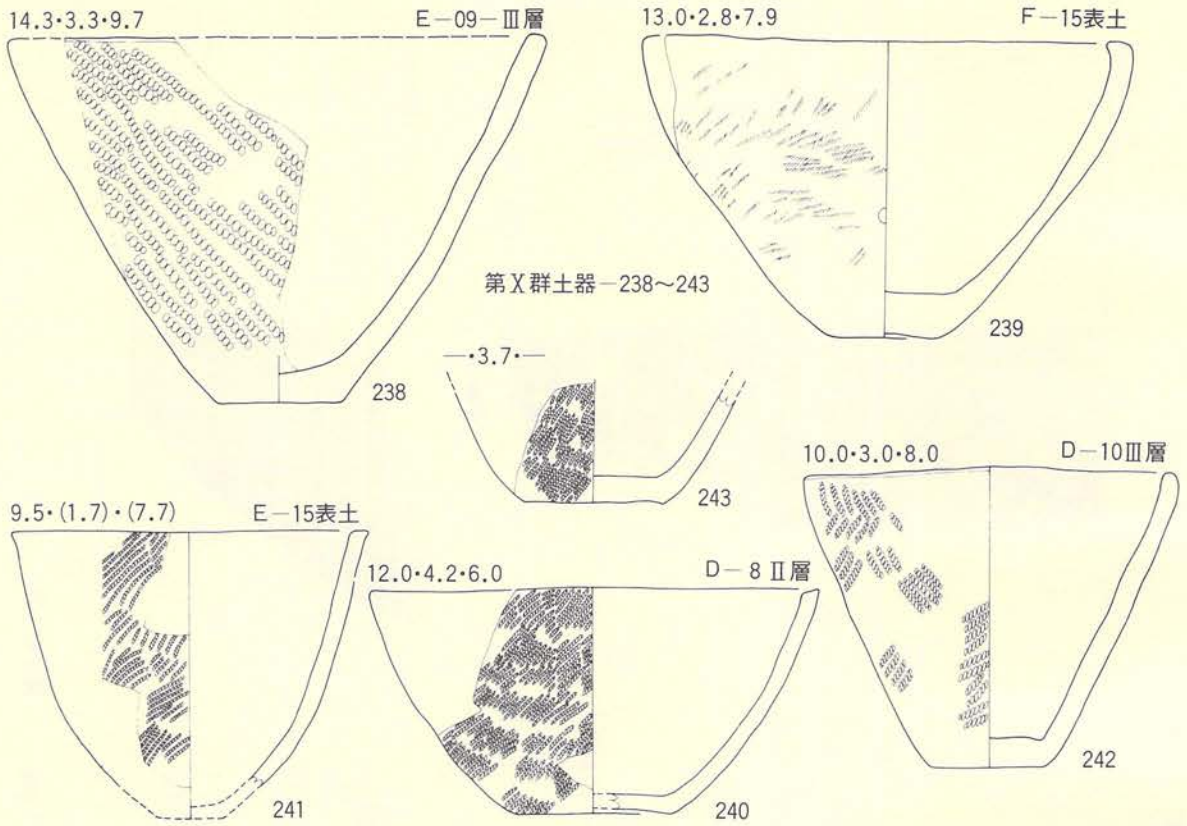 14.3・3.3・9.7 E-09-Ⅲ層
238
13.0・2.8・7.9 F-15表土
239
第Ⅹ群土器-238~243
—・3.7・—
243
10.0・3.0・8.0 D-10Ⅲ層
242
9.5・(1.7)・(7.7) E-15表土
241
12.0・4.2・6.0 D-8 Ⅱ層
240